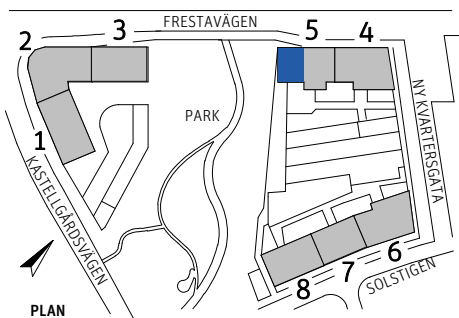 FRESTAVÄGEN
2
3
5
4
1
PARK
NY KVARTERSGATA
KASTELLGÅRDSVÄGEN
6
7
8
SOLSTIGEN
PLAN